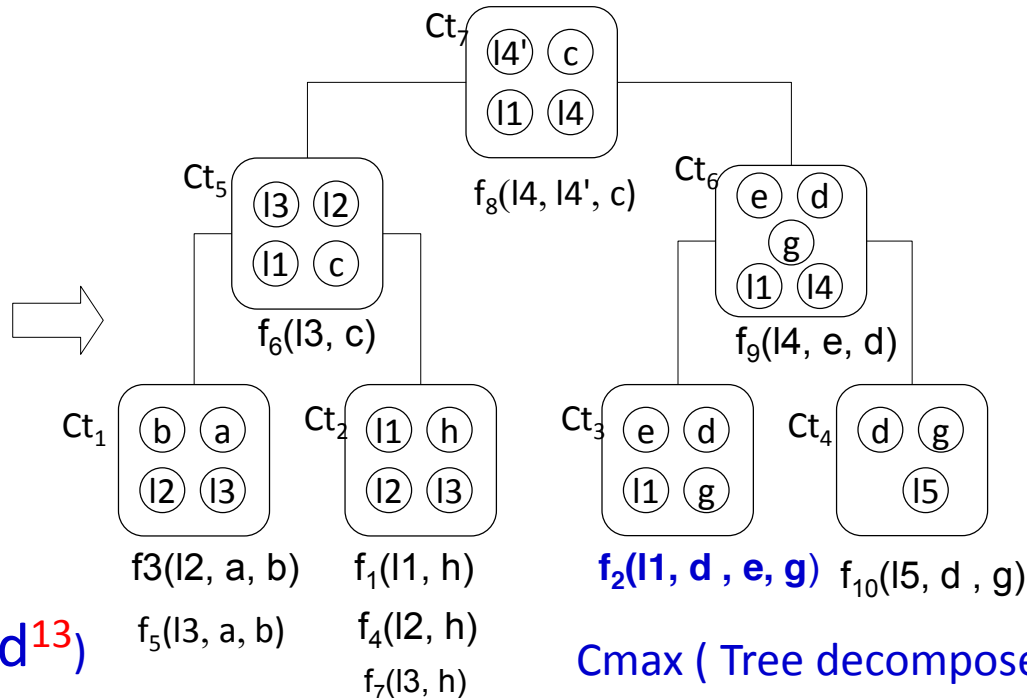 Ct₇
l4' c
l1 l4
f₈(l4, l4', c)
Ct₅
l3 l2
l1 c
f₆(l3, c)
Ct₆
e d
g
l1 l4
f₉(l4, e, d)
Ct₁
b a
l2 l3
f3(l2, a, b)
f₅(l3, a, b)
Ct₂
l1 h
l2 l3
f₁(l1, h)
f₄(l2, h)
f₇(l3, h)
Ct₃
e d
l1 g
f₂(l1, d , e, g)
Ct₄
d g
l5
f₁₀(l5, d , g)
d¹³)
Cmax ( Tree decompose